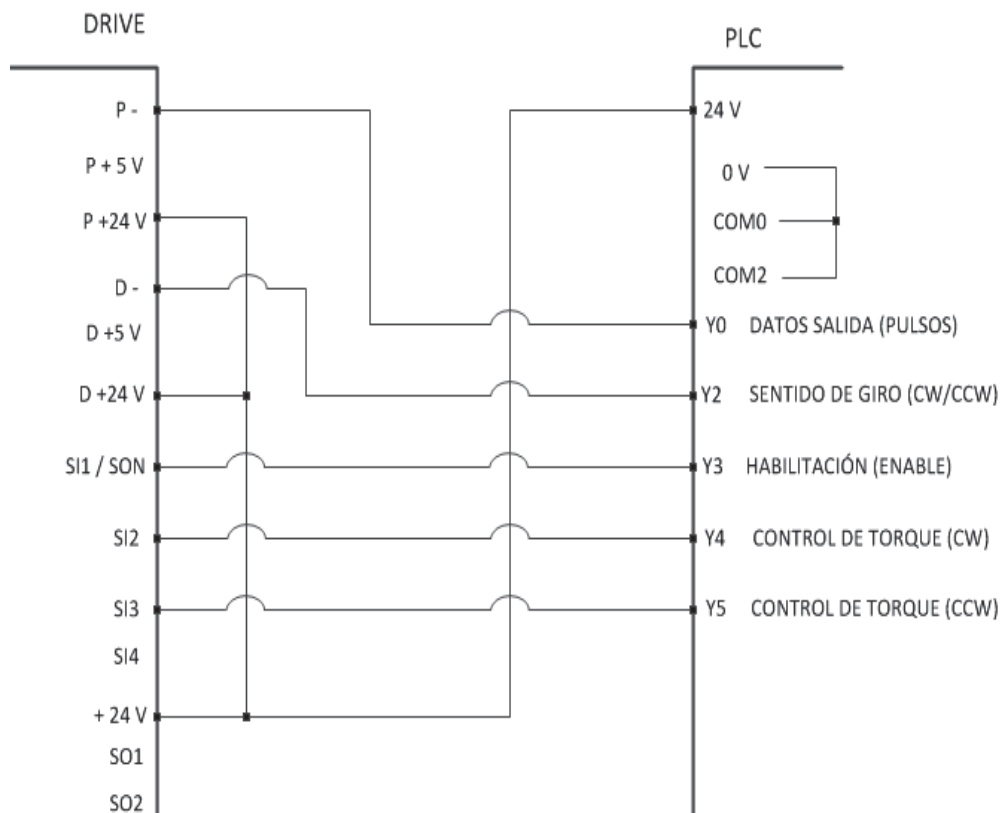 DRIVE
P -
P + 5 V
P +24 V
D -
D +5 V
D +24 V
SI1 / SON
SI2
SI3
SI4
+ 24 V
SO1
SO2
PLC
24 V
0 V
COM0
COM2
Y0 DATOS SALIDA (PULSOS)
Y2 SENTIDO DE GIRO (CW/CCW)
Y3 HABILITACIÓN (ENABLE)
Y4 CONTROL DE TORQUE (CW)
Y5 CONTROL DE TORQUE (CCW)